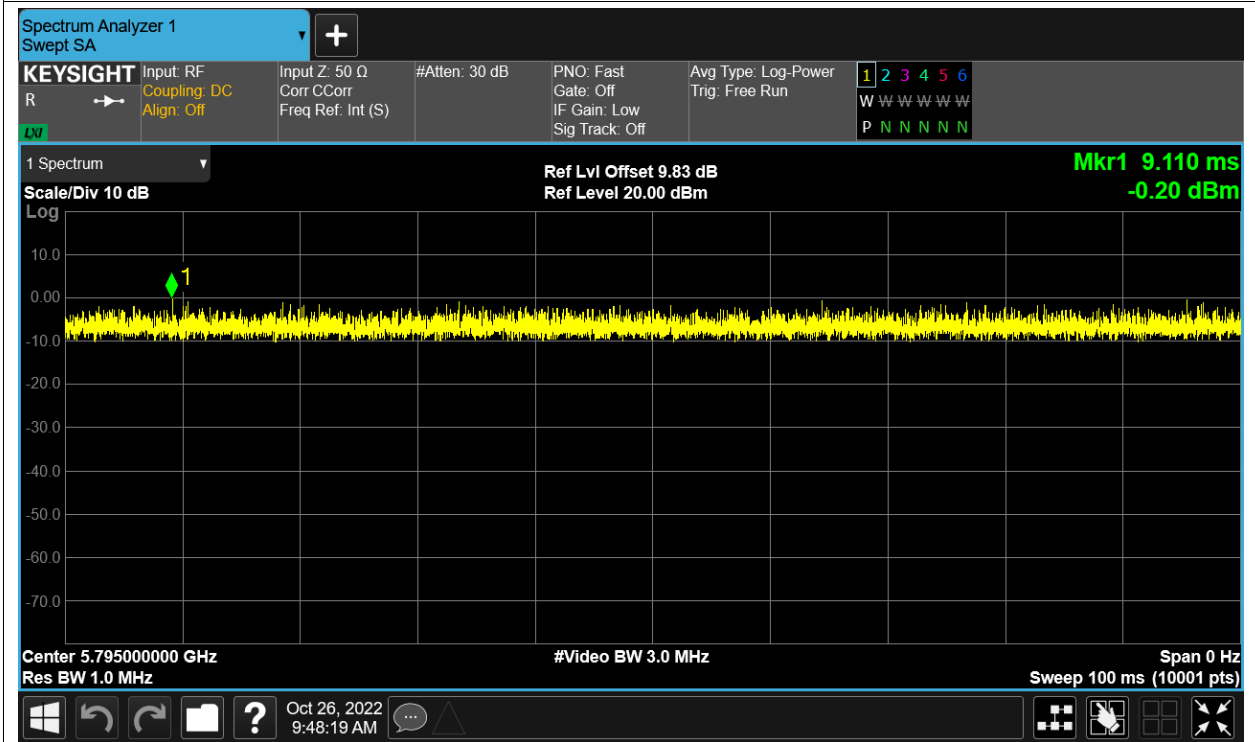 Spectrum Analyzer 1
Swept SA
+
KEYSIGHT
R
LXI
Input: RF
Coupling: DC
Align: Off
Input Z: 50 Ω
Corr CCorr
Freq Ref: Int (S)
#Atten: 30 dB
PNO: Fast
Gate: Off
IF Gain: Low
Sig Track: Off
Avg Type: Log-Power
Trig: Free Run
1 2 3 4 5 6
W W W W W W
P N N N N N
1 Spectrum
Scale/Div 10 dB
Ref Lvl Offset 9.83 dB
Ref Level 20.00 dBm
Mkr1 9.110 ms
-0.20 dBm
Log
10.0
1
0.00
-10.0
-20.0
-30.0
-40.0
-50.0
-60.0
-70.0
Center 5.795000000 GHz
Res BW 1.0 MHz
#Video BW 3.0 MHz
Span 0 Hz
Sweep 100 ms (10001 pts)
?
Oct 26, 2022
9:48:19 AM